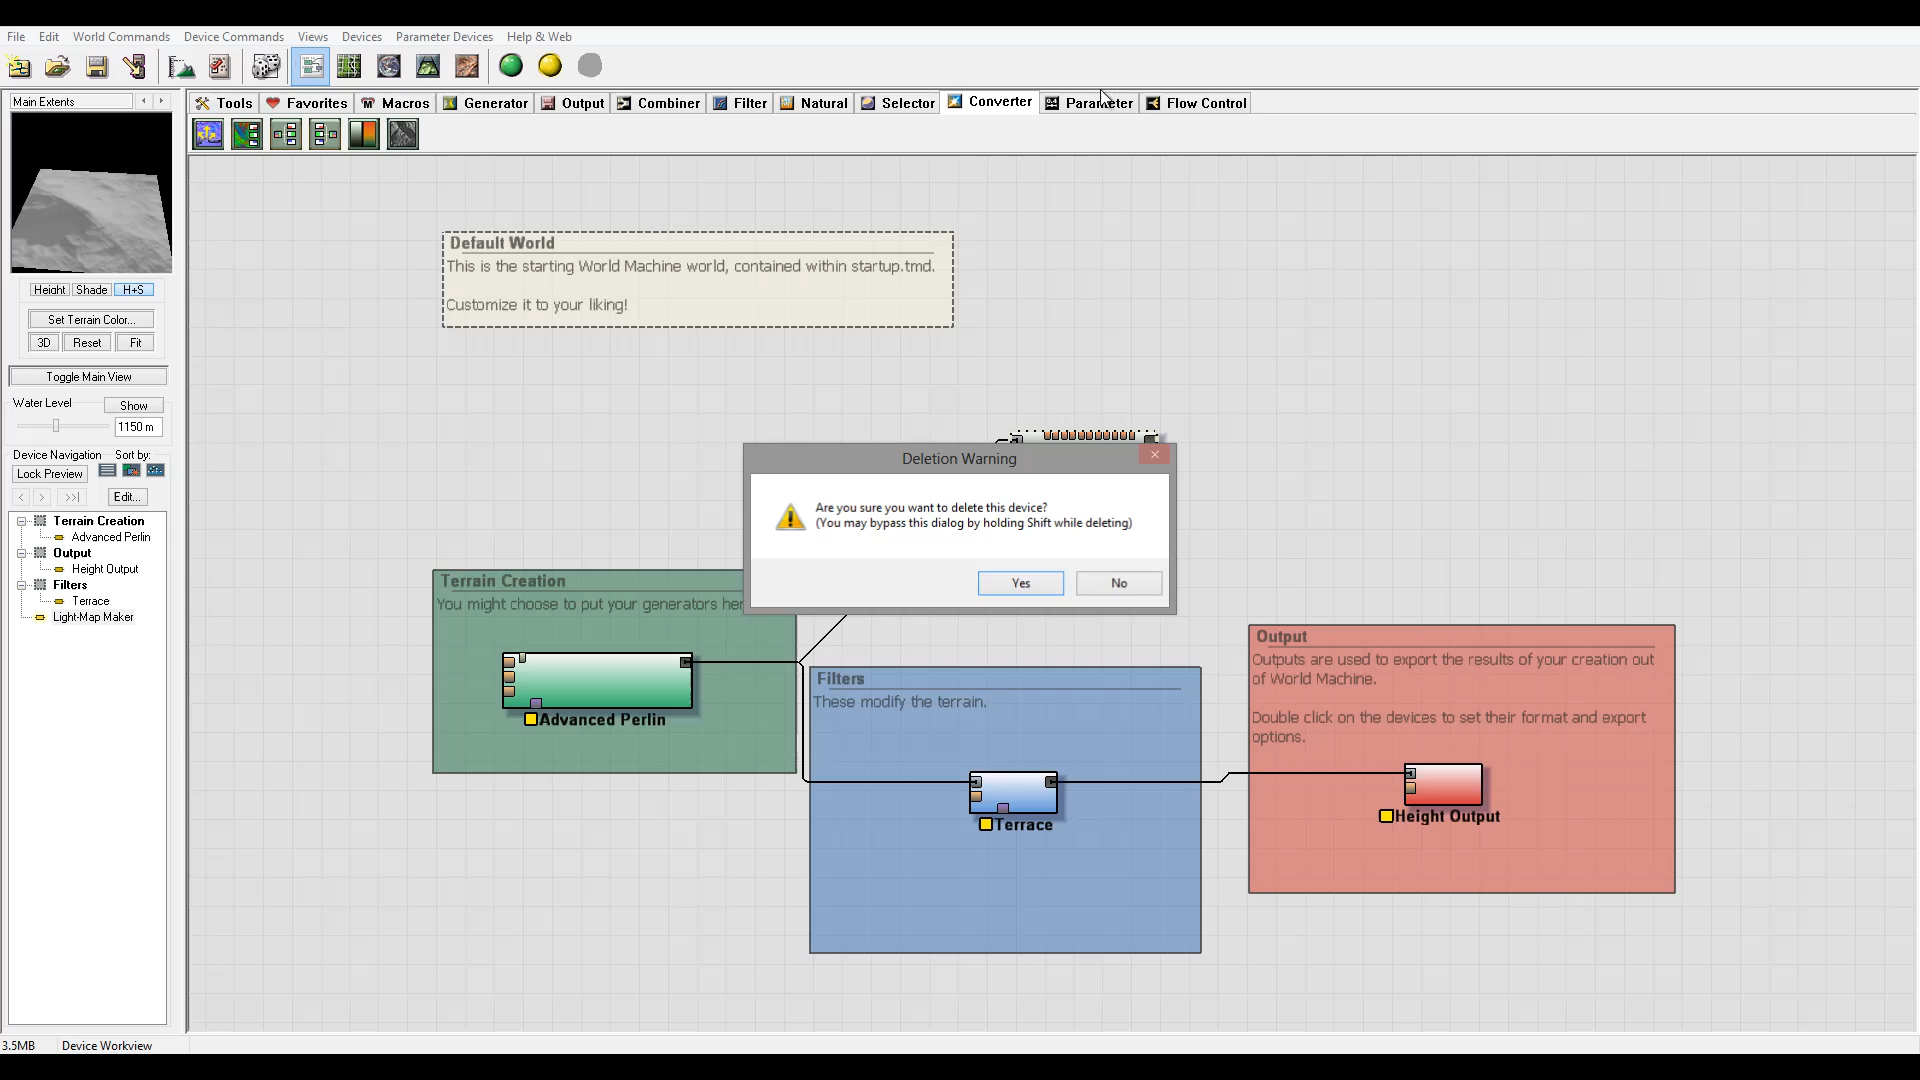 File Edit World Commands Device Commands Views Devices Parameter Devices Help & Web
Main Extents
Tools Favorites Macros Generator Output Combiner Filter Natural Selector Converter Parameter Flow Control
Height Shade H+S
Set Terrain Color...
3D Reset Fit
Toggle Main View
Water Level Show
1150 m
Device Navigation Sort by:
Lock Preview
< > >>| Edit...
Terrain Creation
Advanced Perlin
Output
Height Output
Filters
Terrace
Light-Map Maker
Default World
This is the starting World Machine world, contained within startup.tmd.
Customize it to your liking!
Deletion Warning
Are you sure you want to delete this device?
(You may bypass this dialog by holding Shift while deleting)
Yes No
Terrain Creation
You might choose to put your generators her
Advanced Perlin
Filters
These modify the terrain.
Terrace
Output
Outputs are used to export the results of your creation out
of World Machine.
Double click on the devices to set their format and export
options.
Height Output
3.5MB Device Workview